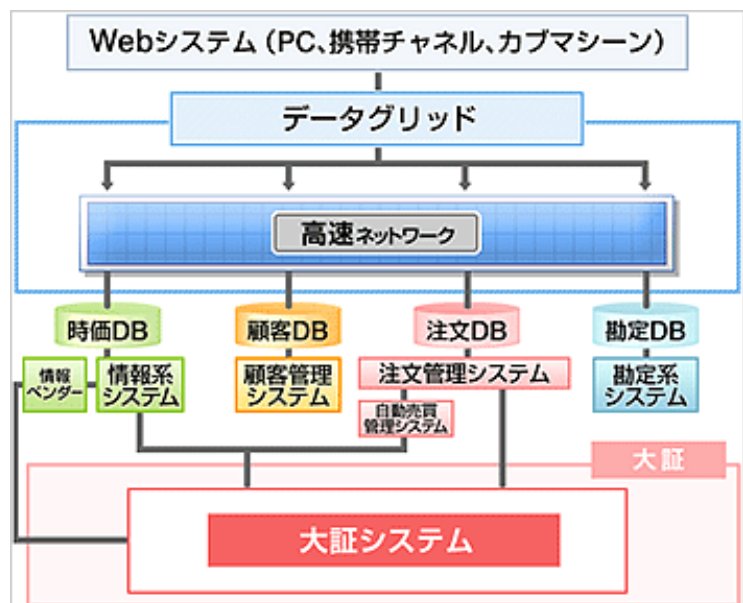 Webシステム（PC、携帯チャネル、カブマシーン）
データグリッド
高速ネットワーク
時価DB
顧客DB
注文DB
勘定DB
情報
ベンダー
情報系
システム
顧客管理
システム
注文管理システム
勘定系
システム
自動売買
管理システム
大証
大証システム